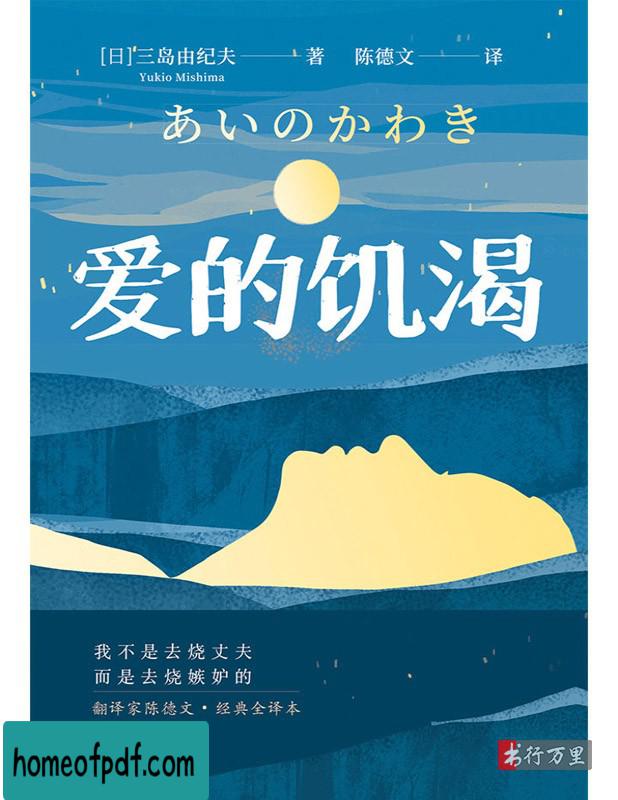 [日]三岛由纪夫——著 陈德文——译
Yukio Mishima
あいのかわき
爱的饥渴
我不是去烧丈夫
而是去烧嫉妒的
翻译家陈德文·经典全译本
homeofpdf.com
书行万里